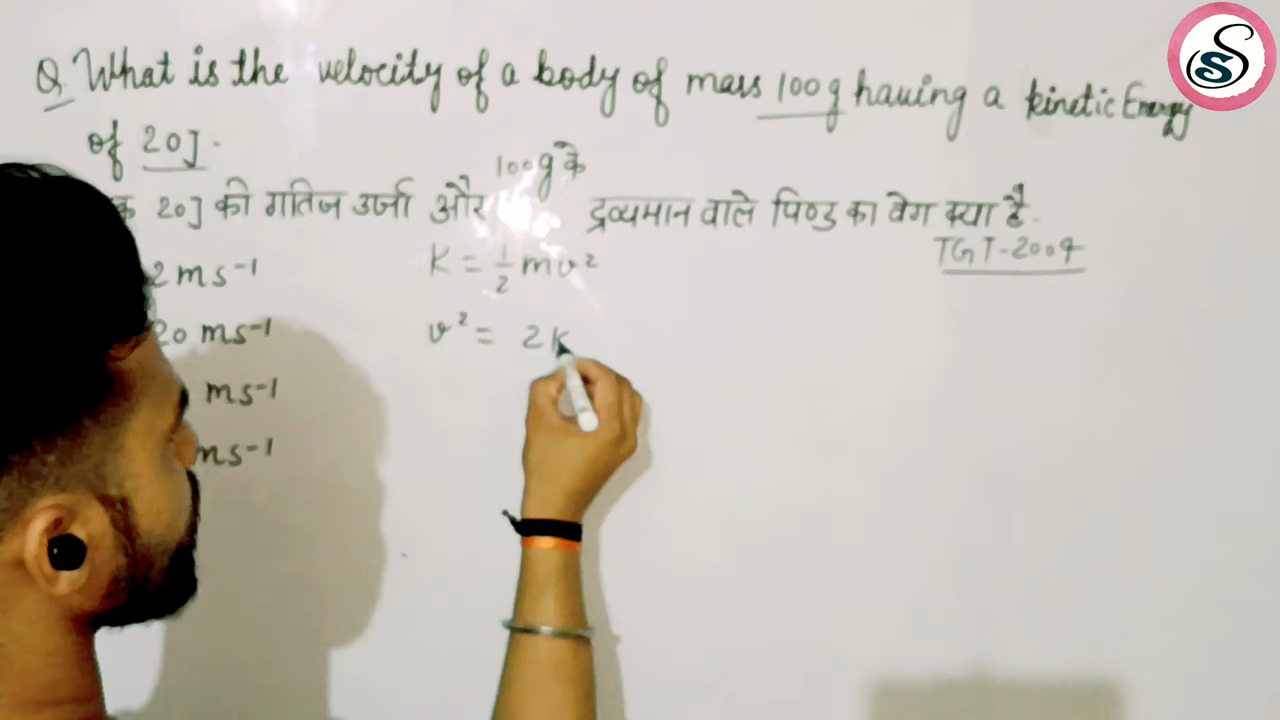 Q. What is the velocity of a body of mass 100g having a kinetic Energy
of 20J.
100g के
20J की गतिज उर्जा और द्रव्यमान वाले पिण्ड का वेग क्या है.
TGT-2009
2 ms⁻¹
K = 1/2 mv²
20 ms⁻¹
v² = 2K
ms⁻¹
ms⁻¹